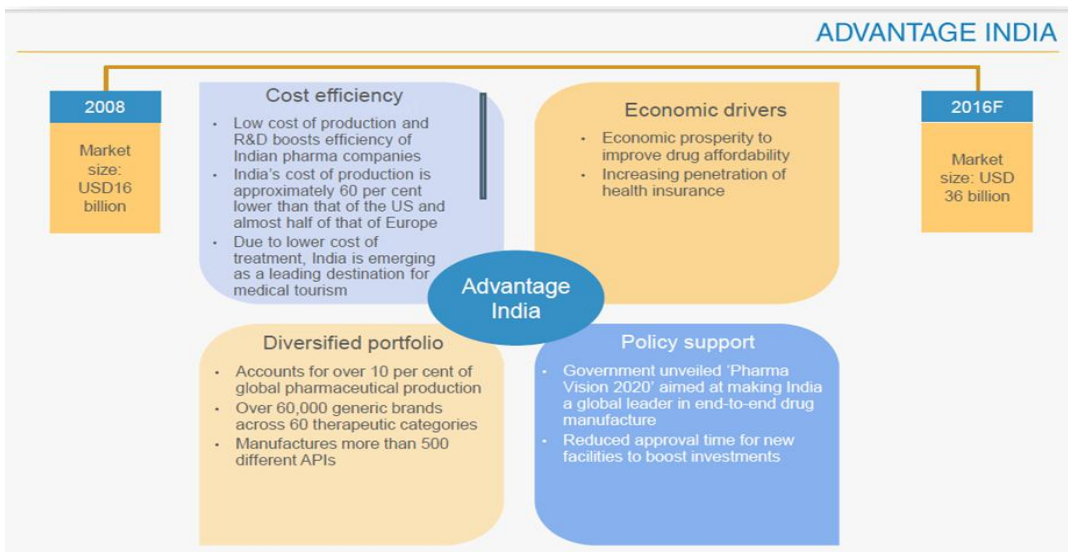 ADVANTAGE INDIA
2008
Market
size:
USD16
billion
Cost efficiency
• Low cost of production and
R&D boosts efficiency of
Indian pharma companies
• India's cost of production is
approximately 60 per cent
lower than that of the US and
almost half of that of Europe
• Due to lower cost of
treatment, India is emerging
as a leading destination for
medical tourism
Economic drivers
• Economic prosperity to
improve drug affordability
• Increasing penetration of
health insurance
2016F
Market
size: USD
36 billion
Advantage
India
Diversified portfolio
• Accounts for over 10 per cent of
global pharmaceutical production
• Over 60,000 generic brands
across 60 therapeutic categories
• Manufactures more than 500
different APIs
Policy support
• Government unveiled 'Pharma
Vision 2020' aimed at making India
a global leader in end-to-end drug
manufacture
• Reduced approval time for new
facilities to boost investments